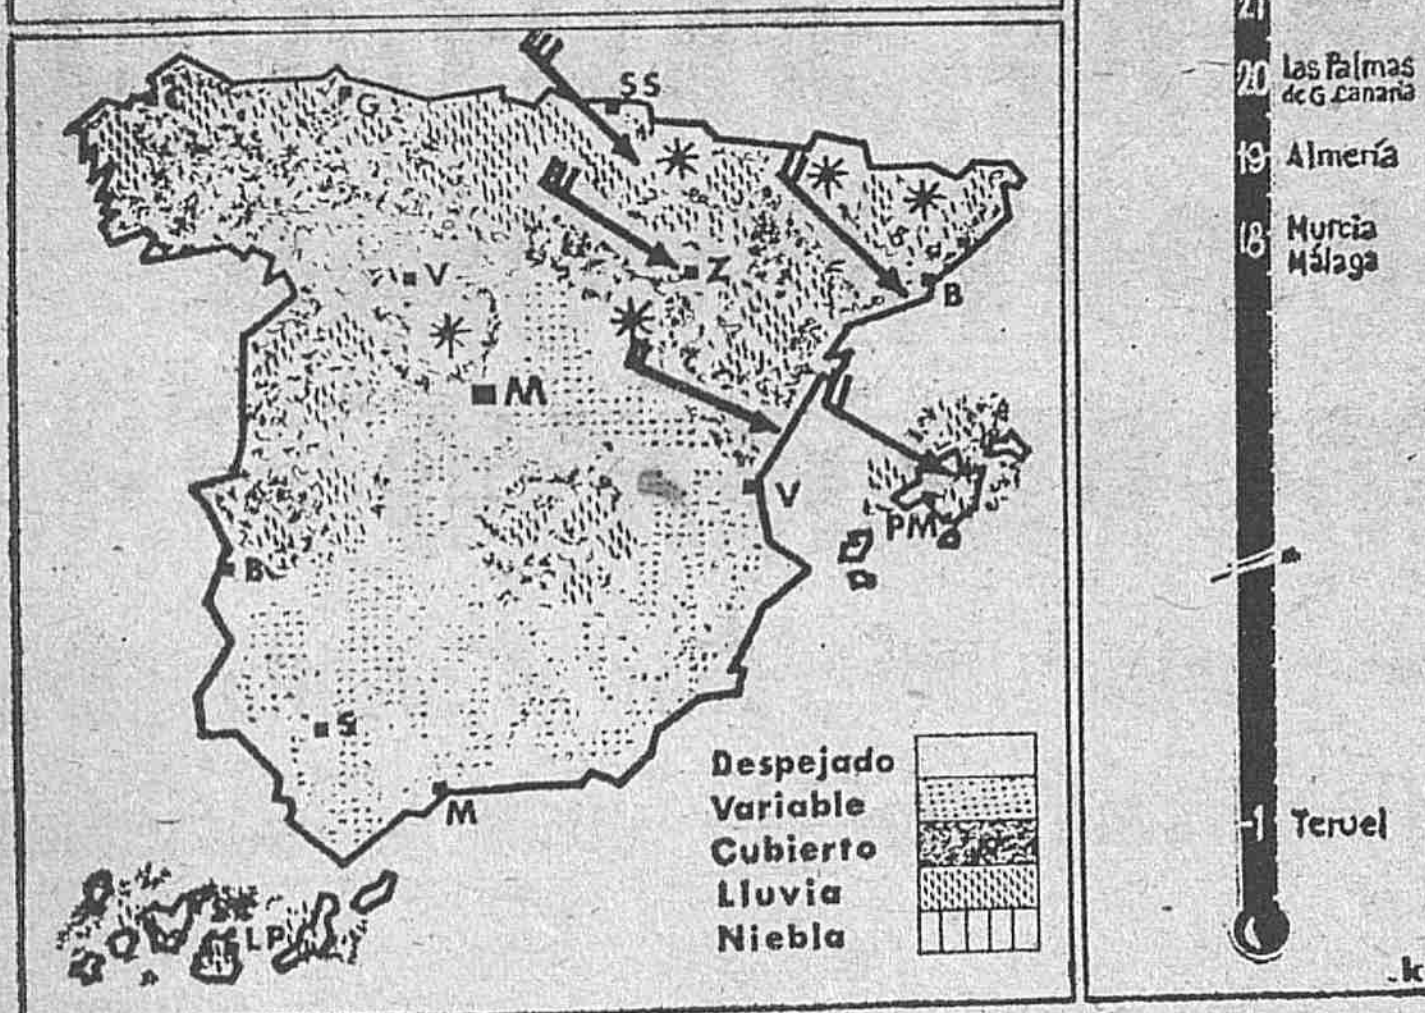 SS
C
G
V
Z
B
M
V
PM
B
S
M
LP
Despejado
Variable
Cubierto
Lluvia
Niebla
21
20 Las Palmas
de G. Canaria
19 Almería
18 Murcia
Málaga
-1 Teruel